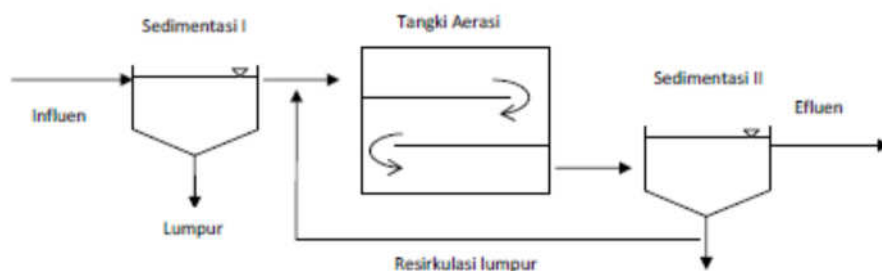 Sedimentasi I
Tangki Aerasi
Sedimentasi II
Influen
Efluen
Lumpur
Resirkulasi lumpur